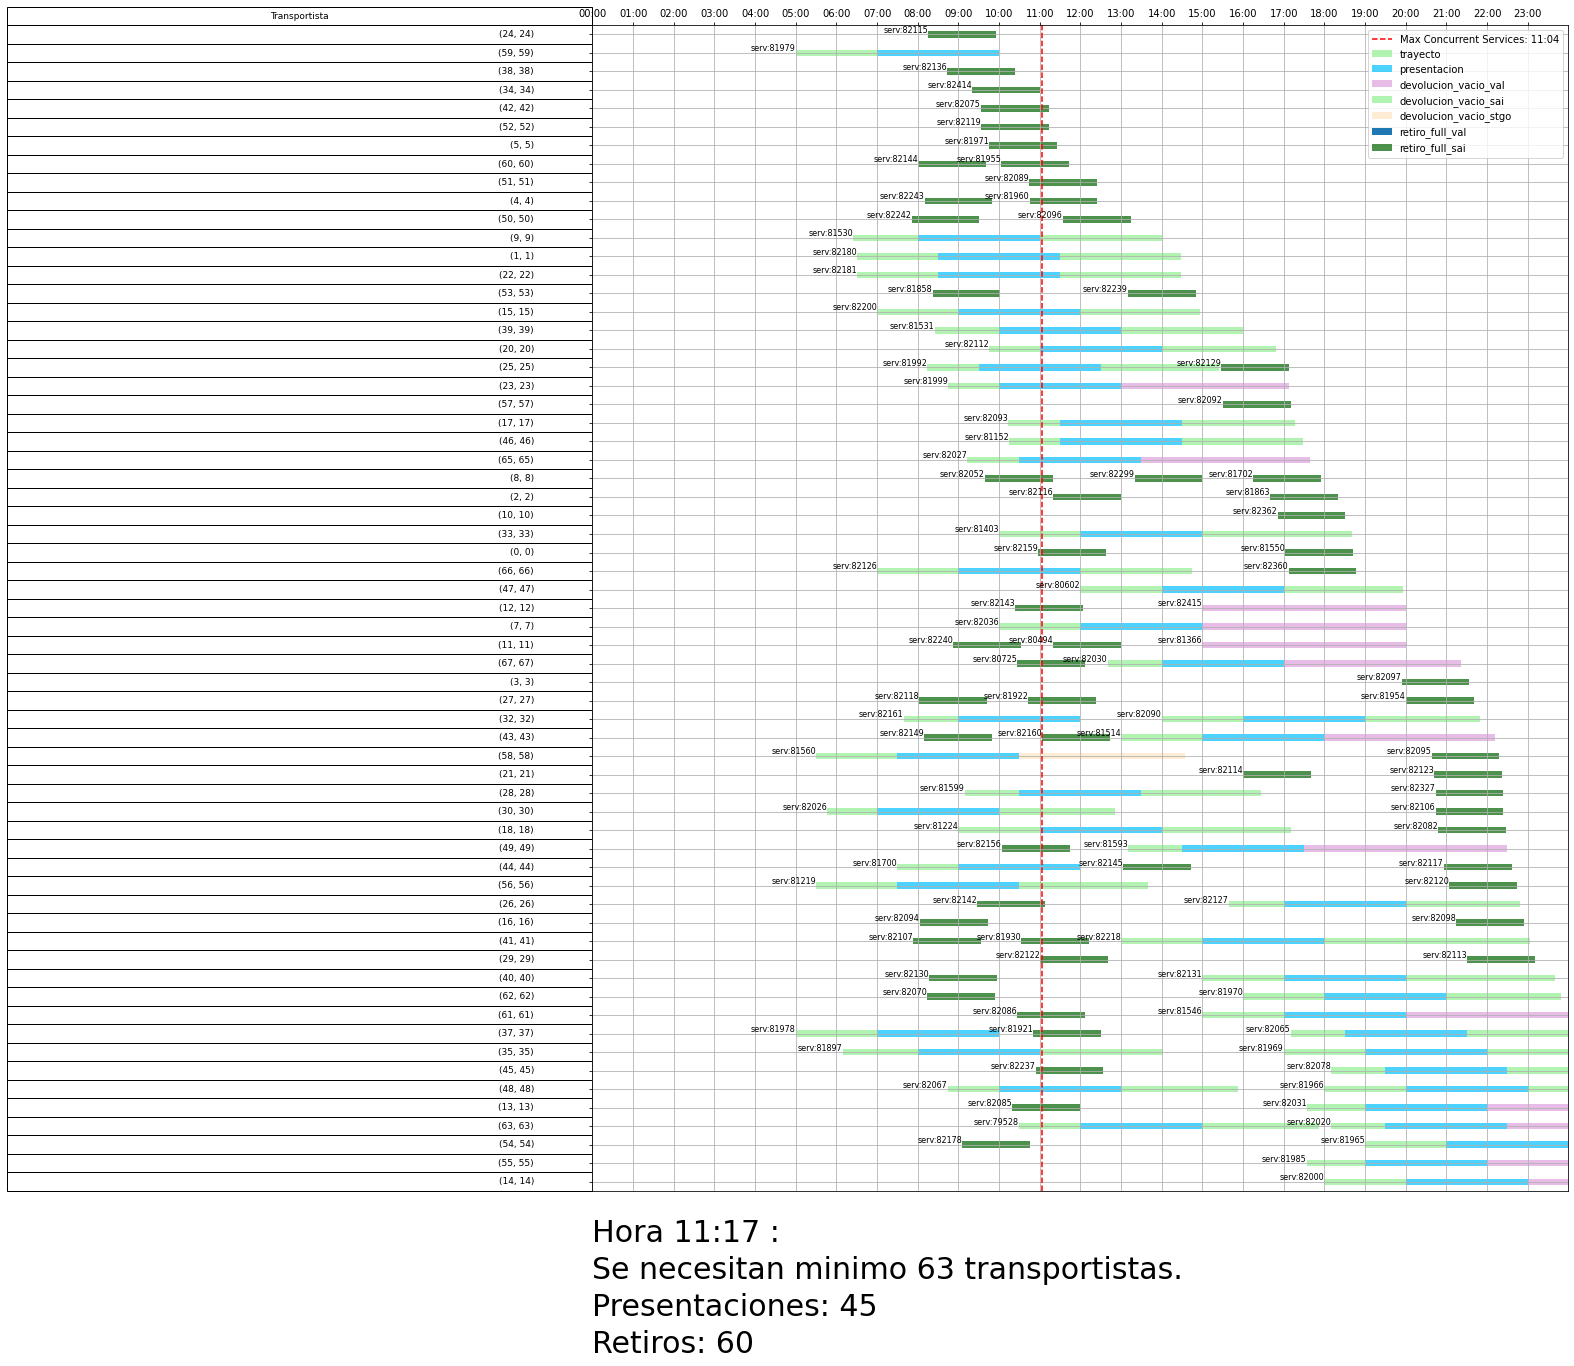 Transportista
00:00 01:00 02:00 03:00 04:00 05:00 06:00 07:00 08:00 09:00 10:00 11:00 12:00 13:00 14:00 15:00 16:00 17:00 18:00 19:00 20:00 21:00 22:00 23:00
Max Concurrent Services: 11:04
trayecto
presentacion
devolucion_vacio_val
devolucion_vacio_sai
devolucion_vacio_stgo
retiro_full_val
retiro_full_sai
(24, 24) serv:82115
(59, 59) serv:81979
(38, 38) serv:82136
(34, 34) serv:82414
(42, 42) serv:82075
(52, 52) serv:82119
(5, 5) serv:81971
(60, 60) serv:82144 serv:81955
(51, 51) serv:82089
(4, 4) serv:82243 serv:81960
(50, 50) serv:82242 serv:82096
(9, 9) serv:81530
(1, 1) serv:82180
(22, 22) serv:82181
(53, 53) serv:81858 serv:82239
(15, 15) serv:82200
(39, 39) serv:81531
(20, 20) serv:82112
(25, 25) serv:81992 serv:82129
(23, 23) serv:81999
(57, 57) serv:82092
(17, 17) serv:82093
(46, 46) serv:81152
(65, 65) serv:82027
(8, 8) serv:82052 serv:82299 serv:81702
(2, 2) serv:82116 serv:81863
(10, 10) serv:82362
(33, 33) serv:81403
(0, 0) serv:82159 serv:81550
(66, 66) serv:82126 serv:82360
(47, 47) serv:80602
(12, 12) serv:82143 serv:82415
(7, 7) serv:82036
(11, 11) serv:82240 serv:80494 serv:81366
(67, 67) serv:80725 serv:82030
(3, 3) serv:82097
(27, 27) serv:82118 serv:81922 serv:81954
(32, 32) serv:82161 serv:82090
(43, 43) serv:82149 serv:82160 serv:81514
(58, 58) serv:81560 serv:82095
(21, 21) serv:82114 serv:82123
(28, 28) serv:81599 serv:82327
(30, 30) serv:82026 serv:82106
(18, 18) serv:81224 serv:82082
(49, 49) serv:82156 serv:81593
(44, 44) serv:81700 serv:82145 serv:82117
(56, 56) serv:81219 serv:82120
(26, 26) serv:82142 serv:82127
(16, 16) serv:82094 serv:82098
(41, 41) serv:82107 serv:81930 serv:82218
(29, 29) serv:82122 serv:82113
(40, 40) serv:82130 serv:82131
(62, 62) serv:82070 serv:81970
(61, 61) serv:82086 serv:81546
(37, 37) serv:81978 serv:81921 serv:82065
(35, 35) serv:81897 serv:81969
(45, 45) serv:82237 serv:82078
(48, 48) serv:82067 serv:81966
(13, 13) serv:82085 serv:82031
(63, 63) serv:79528 serv:82020
(54, 54) serv:82178 serv:81965
(55, 55) serv:81985
(14, 14) serv:82000
Hora 11:17 :
Se necesitan minimo 63 transportistas.
Presentaciones: 45
Retiros: 60